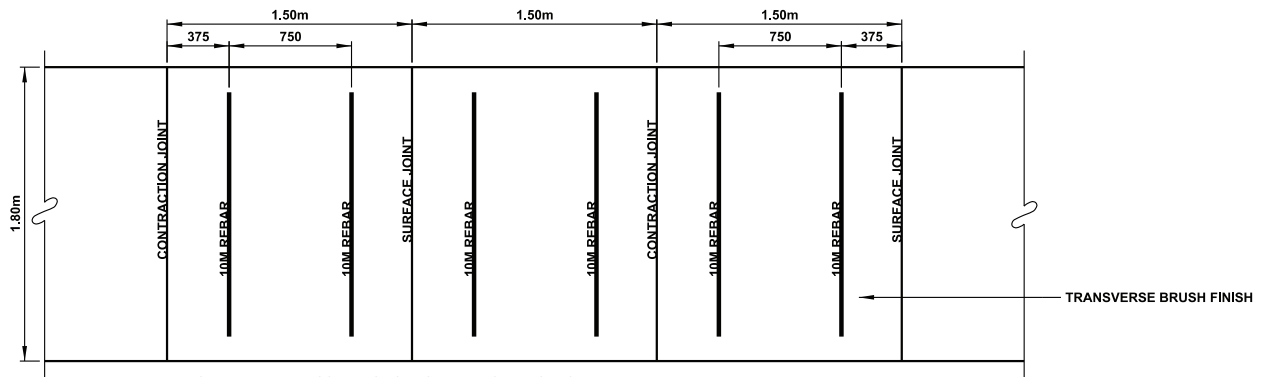 1.50m
1.50m
1.50m
375
750
750
375
1.80m
CONTRACTION JOINT
10M REBAR
10M REBAR
SURFACE JOINT
10M REBAR
10M REBAR
CONTRACTION JOINT
10M REBAR
10M REBAR
SURFACE JOINT
TRANSVERSE BRUSH FINISH